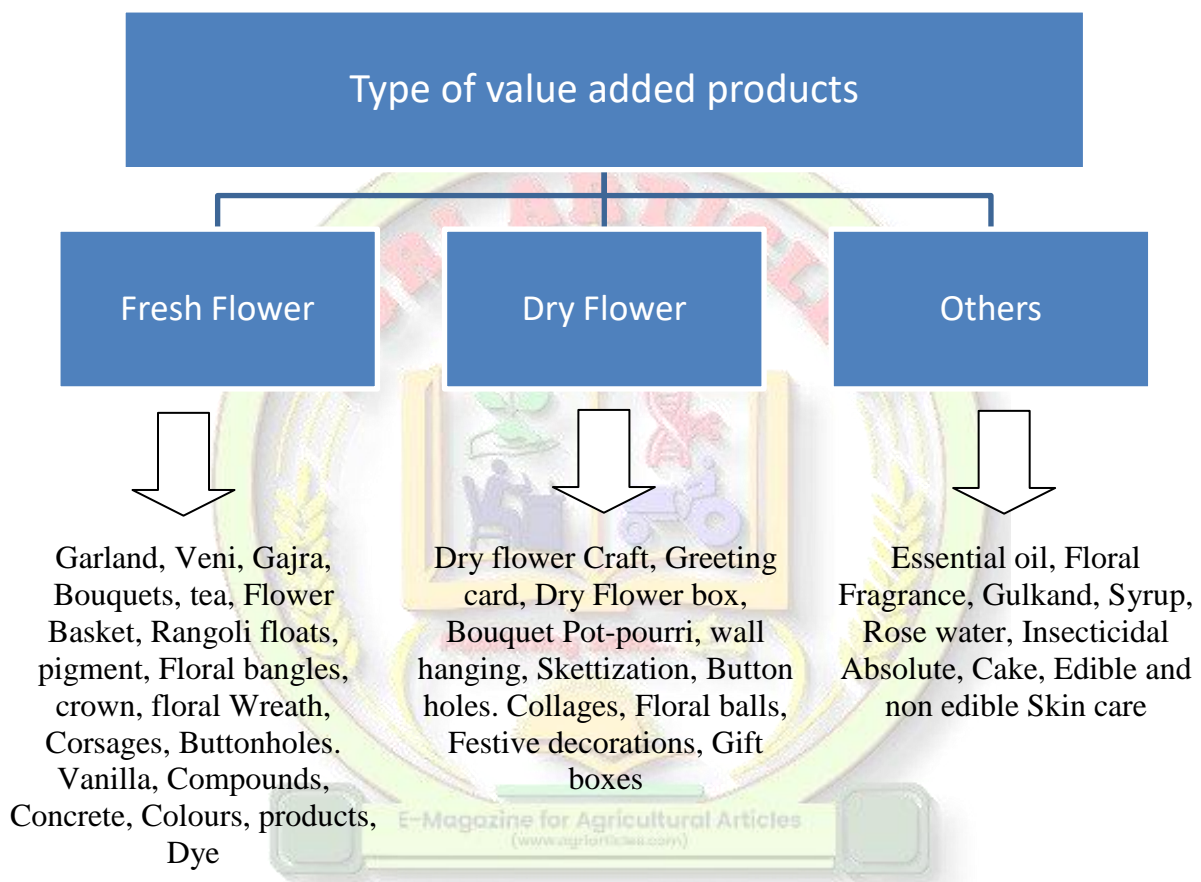 Type of value added products
Fresh Flower
Dry Flower
Others
Garland, Veni, Gajra,
Bouquets, tea, Flower
Basket, Rangoli floats,
pigment, Floral bangles,
crown, floral Wreath,
Corsages, Buttonholes.
Vanilla, Compounds,
Concrete, Colours, products,
Dye
Dry flower Craft, Greeting
card, Dry Flower box,
Bouquet Pot-pourri, wall
hanging, Skettization, Button
holes. Collages, Floral balls,
Festive decorations, Gift
boxes
Essential oil, Floral
Fragrance, Gulkand, Syrup,
Rose water, Insecticidal
Absolute, Cake, Edible and
non edible Skin care
E-Magazine for Agricultural Articles